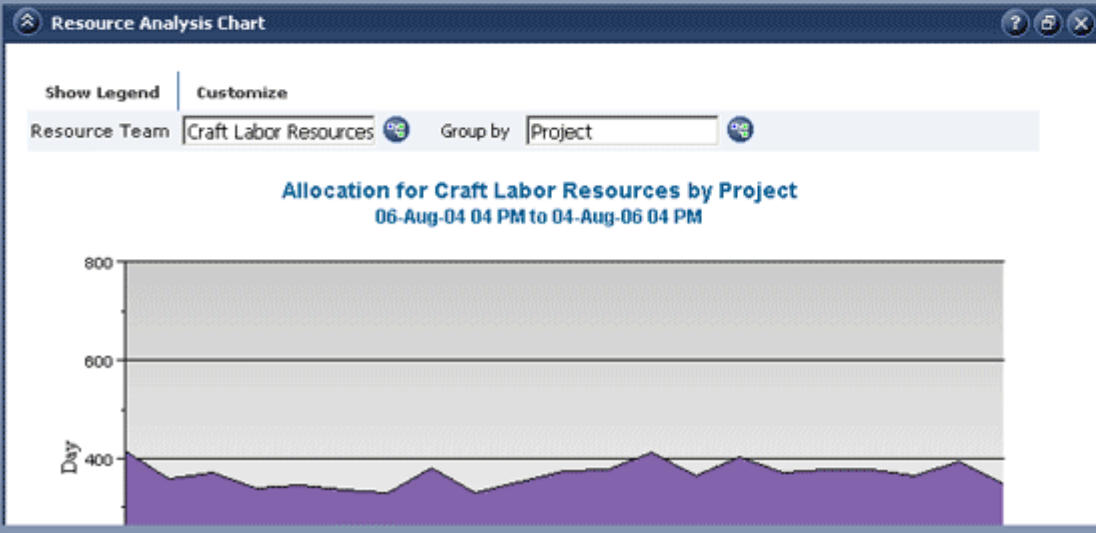 Resource Analysis Chart
?
Show Legend Customize
Resource Team Craft Labor Resources Group by Project
Allocation for Craft Labor Resources by Project
06-Aug-04 04 PM to 04-Aug-06 04 PM
800
600
Day
400